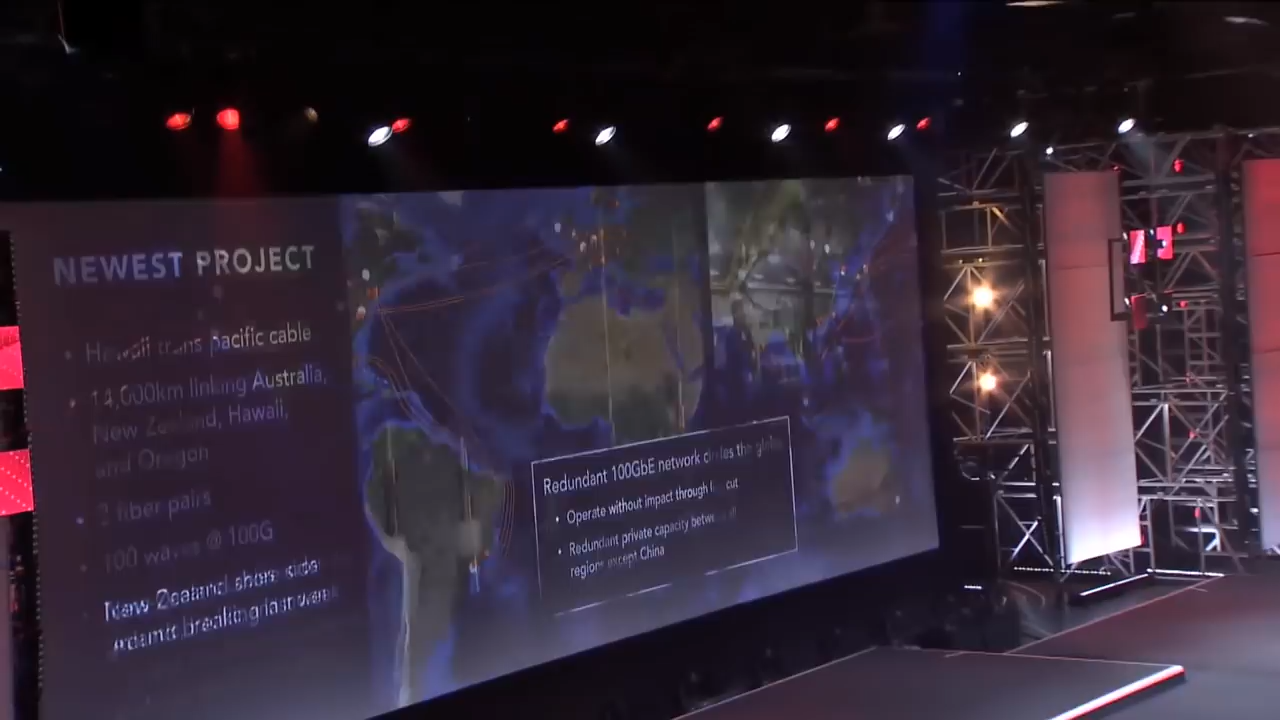 NEWEST PROJECT
• Hawaii trans pacific cable
• 14,000km linking Australia,
New Zealand, Hawaii,
and Oregon
fiber pairs
100 waves @ 100G
New Zealand shore side
last week
Redundant 100GbE network circles the globe
• Operate without impact through cut
• Redundant private capacity between all
regions except China